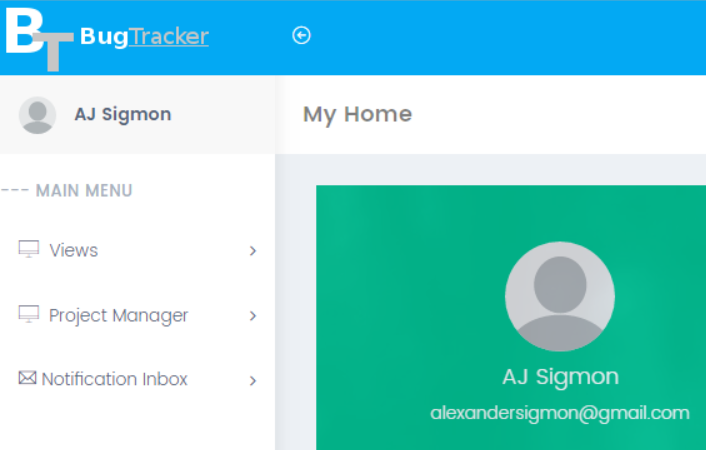 BT BugTracker
AJ Sigmon
My Home
--- MAIN MENU
Views
Project Manager
Notification Inbox
AJ Sigmon
alexandersigmon@gmail.com